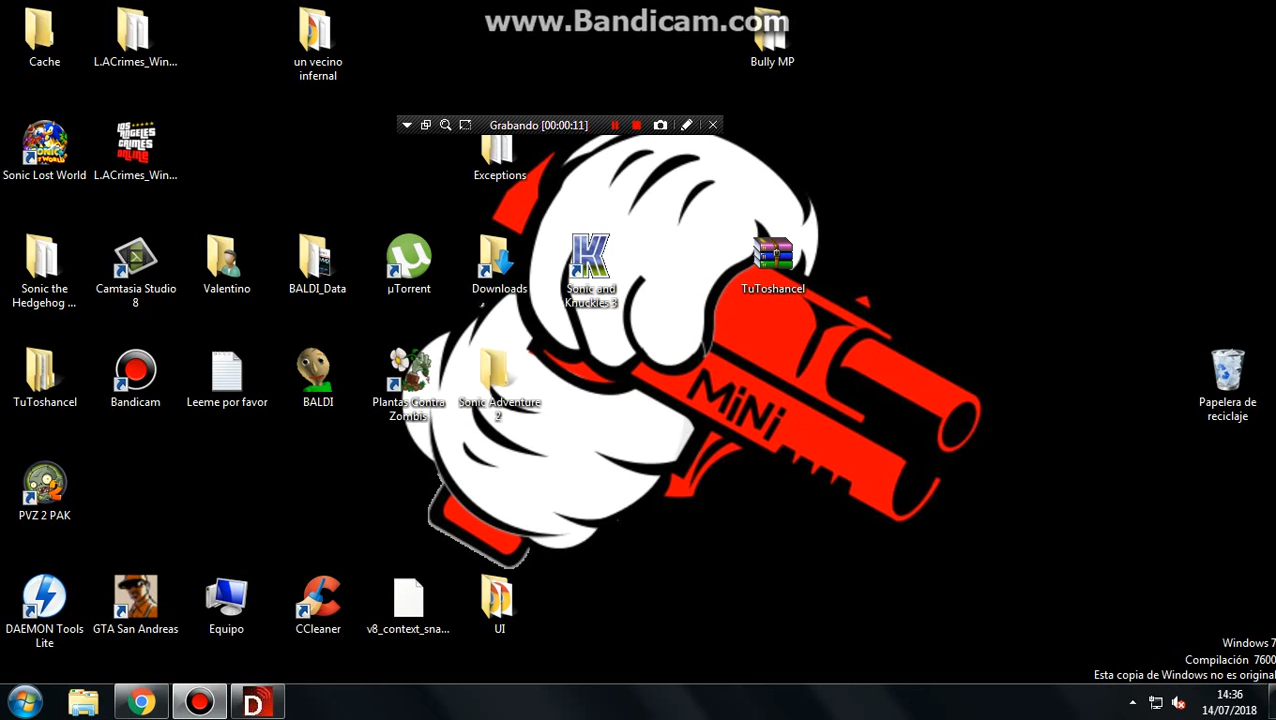 www.Bandicam.com
Cache
L.ACrimes_Win...
un vecino
infernal
Bully MP
Grabando [00:00:11]
Sonic Lost World
LOS ANGELES
CRIMES
ONLINE
L.ACrimes_Win...
Exceptions
Sonic the
Hedgehog ...
Camtasia Studio
8
Valentino
BALDI_Data
µTorrent
Downloads
Sonic and
Knuckles 3
TuToshancel
TuToshancel
Bandicam
Leeme por favor
BALDI
Plantas Contra
Zombis
Sonic Adventure
2
MiNi
Papelera de
reciclaje
PVZ 2 PAK
DAEMON Tools
Lite
GTA San Andreas
Equipo
CCleaner
v8_context_sna...
UI
Windows 7
Compilación 7600
Esta copia de Windows no es original
D
14:36
14/07/2018